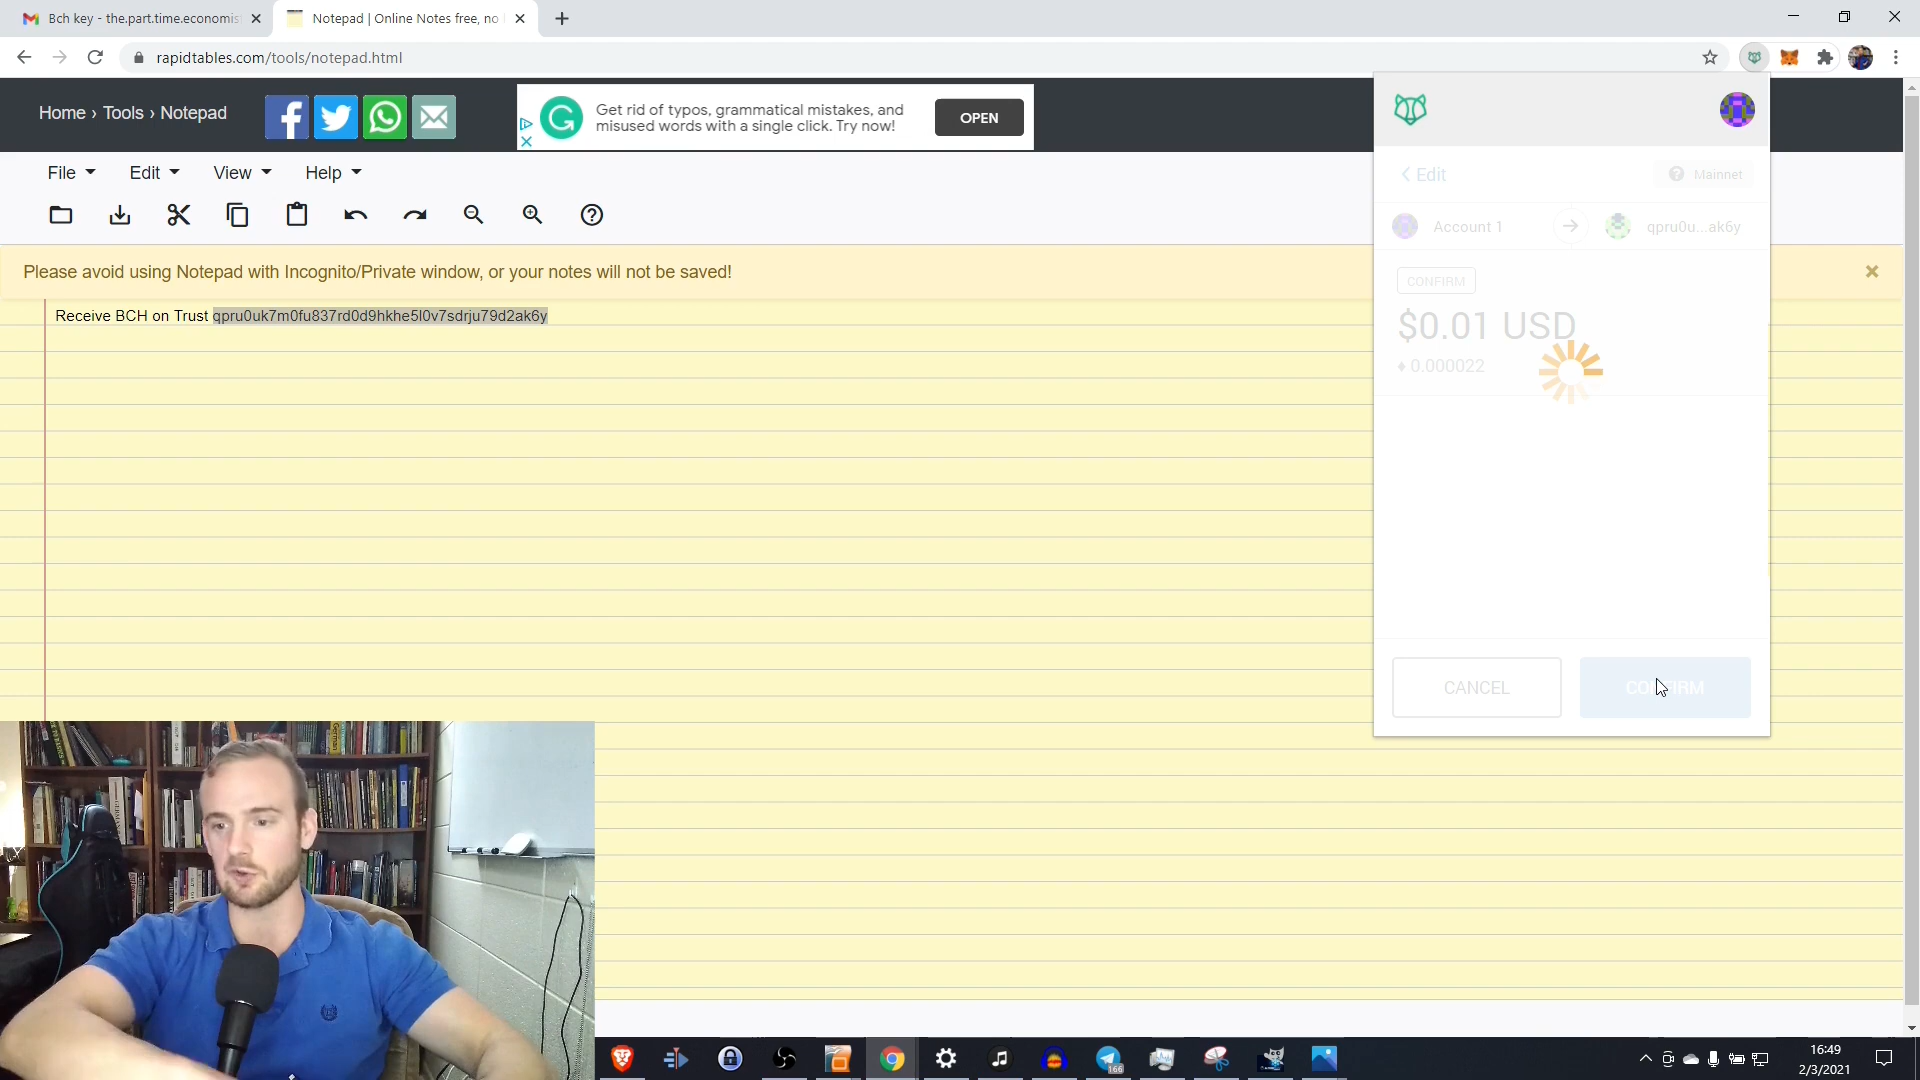 Bch key - the.part.time.economis
Notepad | Online Notes free, no
rapidtables.com/tools/notepad.html
Home › Tools › Notepad
Get rid of typos, grammatical mistakes, and
misused words with a single click. Try now!
OPEN
File
Edit
View
Help
Please avoid using Notepad with Incognito/Private window, or your notes will not be saved!
Receive BCH on Trust qpru0uk7m0fu837rd0d9hkhe5l0v7sdrju79d2ak6y
Edit
Mainnet
Account 1
qpru0u...ak6y
CONFIRM
$0.01 USD
0.000022
CANCEL
166
16:49
2/3/2021